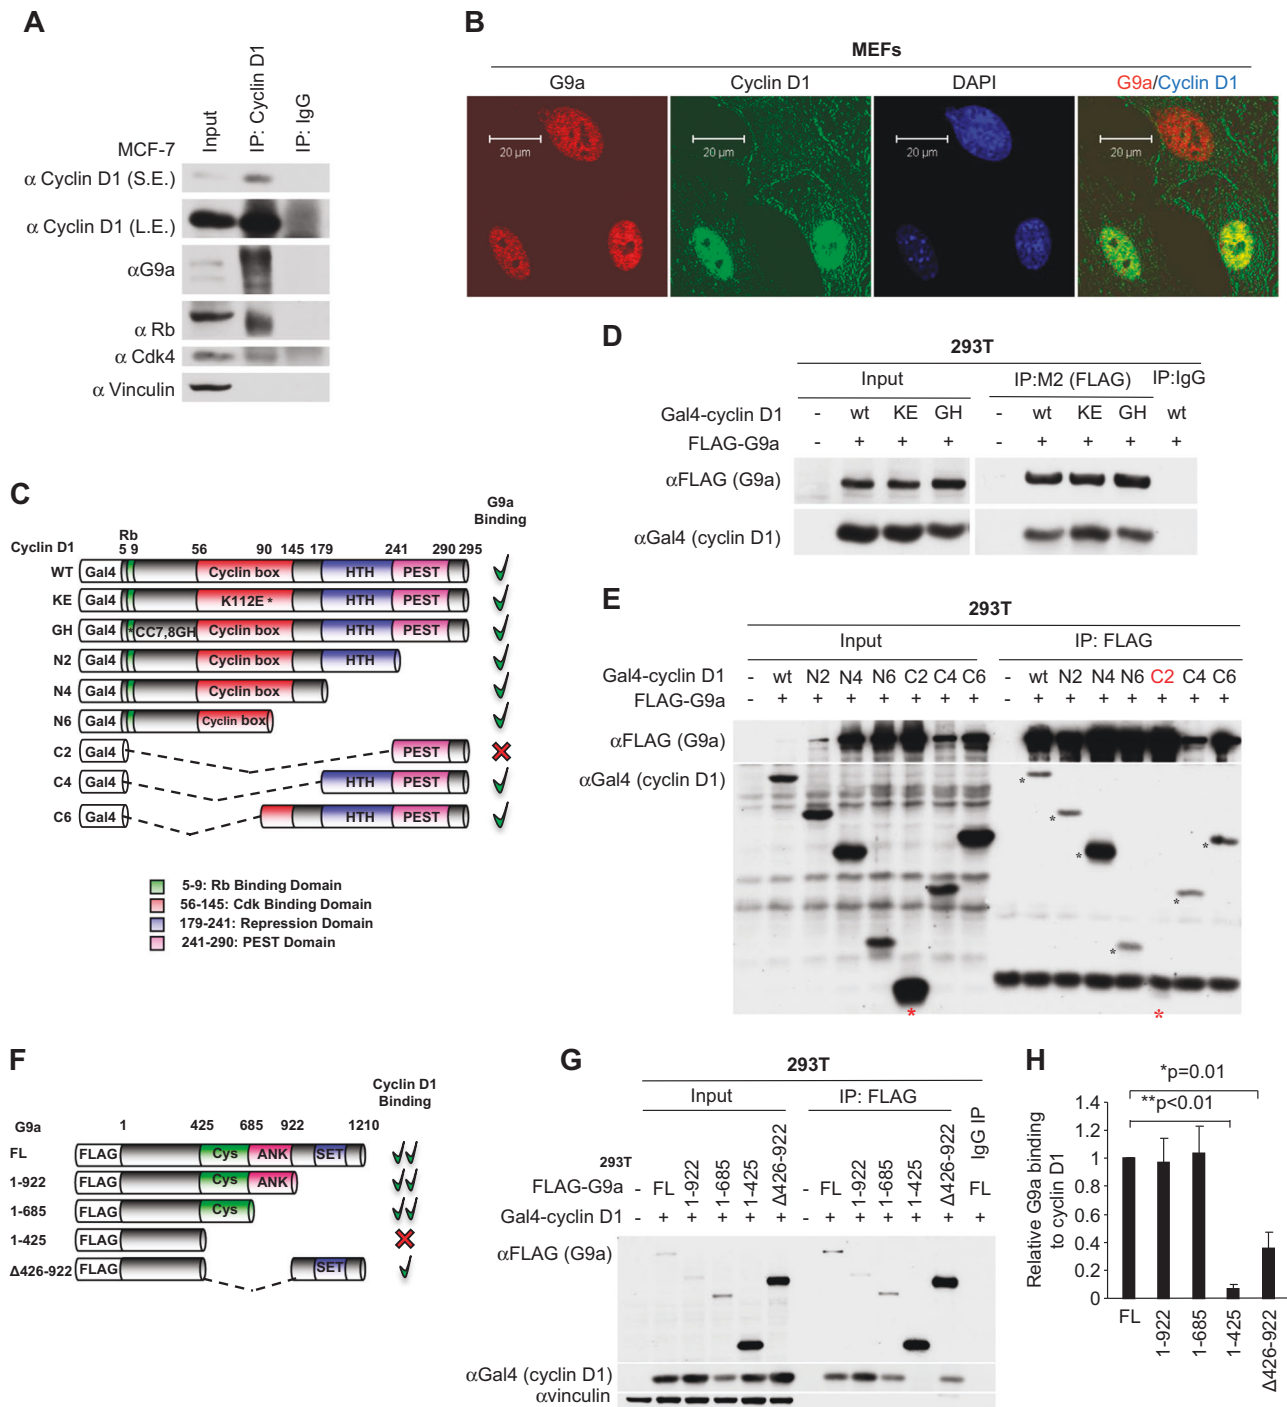 A
MCF-7
Input
IP: Cyclin D1
IP: IgG
α Cyclin D1 (S.E.)
α Cyclin D1 (L.E.)
αG9a
α Rb
α Cdk4
α Vinculin
B
MEFs
G9a
Cyclin D1
DAPI
G9a/Cyclin D1
20 µm
20 µm
20 µm
20 µm
C
G9a
Binding
Rb
Cyclin D1 5 9 56 90 145 179 241 290 295
WT Gal4 Cyclin box HTH PEST
KE Gal4 K112E * HTH PEST
GH Gal4 * CC7,8GH Cyclin box HTH PEST
N2 Gal4 Cyclin box HTH
N4 Gal4 Cyclin box
N6 Gal4 Cyclin box
C2 Gal4 PEST
C4 Gal4 HTH PEST
C6 Gal4 HTH PEST
5-9: Rb Binding Domain
56-145: Cdk Binding Domain
179-241: Repression Domain
241-290: PEST Domain
D
293T
Input IP:M2 (FLAG) IP:IgG
Gal4-cyclin D1 - wt KE GH - wt KE GH wt
FLAG-G9a - + + + - + + + +
αFLAG (G9a)
αGal4 (cyclin D1)
E
293T
Input IP: FLAG
Gal4-cyclin D1 - wt N2 N4 N6 C2 C4 C6 - wt N2 N4 N6 C2 C4 C6
FLAG-G9a - + + + + + + + - + + + + + + +
αFLAG (G9a)
αGal4 (cyclin D1)
* * * * * * * *
F
Cyclin D1
Binding
G9a 1 425 685 922 1210
FL FLAG Cys ANK SET
1-922 FLAG Cys ANK
1-685 FLAG Cys
1-425 FLAG
Δ426-922 FLAG SET
G
293T
Input IP: FLAG IgG IP
293T
FLAG-G9a - FL 1-922 1-685 1-425 Δ426-922 - FL 1-922 1-685 1-425 Δ426-922 FL
Gal4-cyclin D1 - + + + + + - + + + + + +
αFLAG (G9a)
αGal4 (cyclin D1)
αvinculin
H
*p=0.01
**p<0.01
Relative G9a binding
to cyclin D1
1.4
1.2
1
0.8
0.6
0.4
0.2
0
FL
1-922
1-685
1-425
Δ426-922